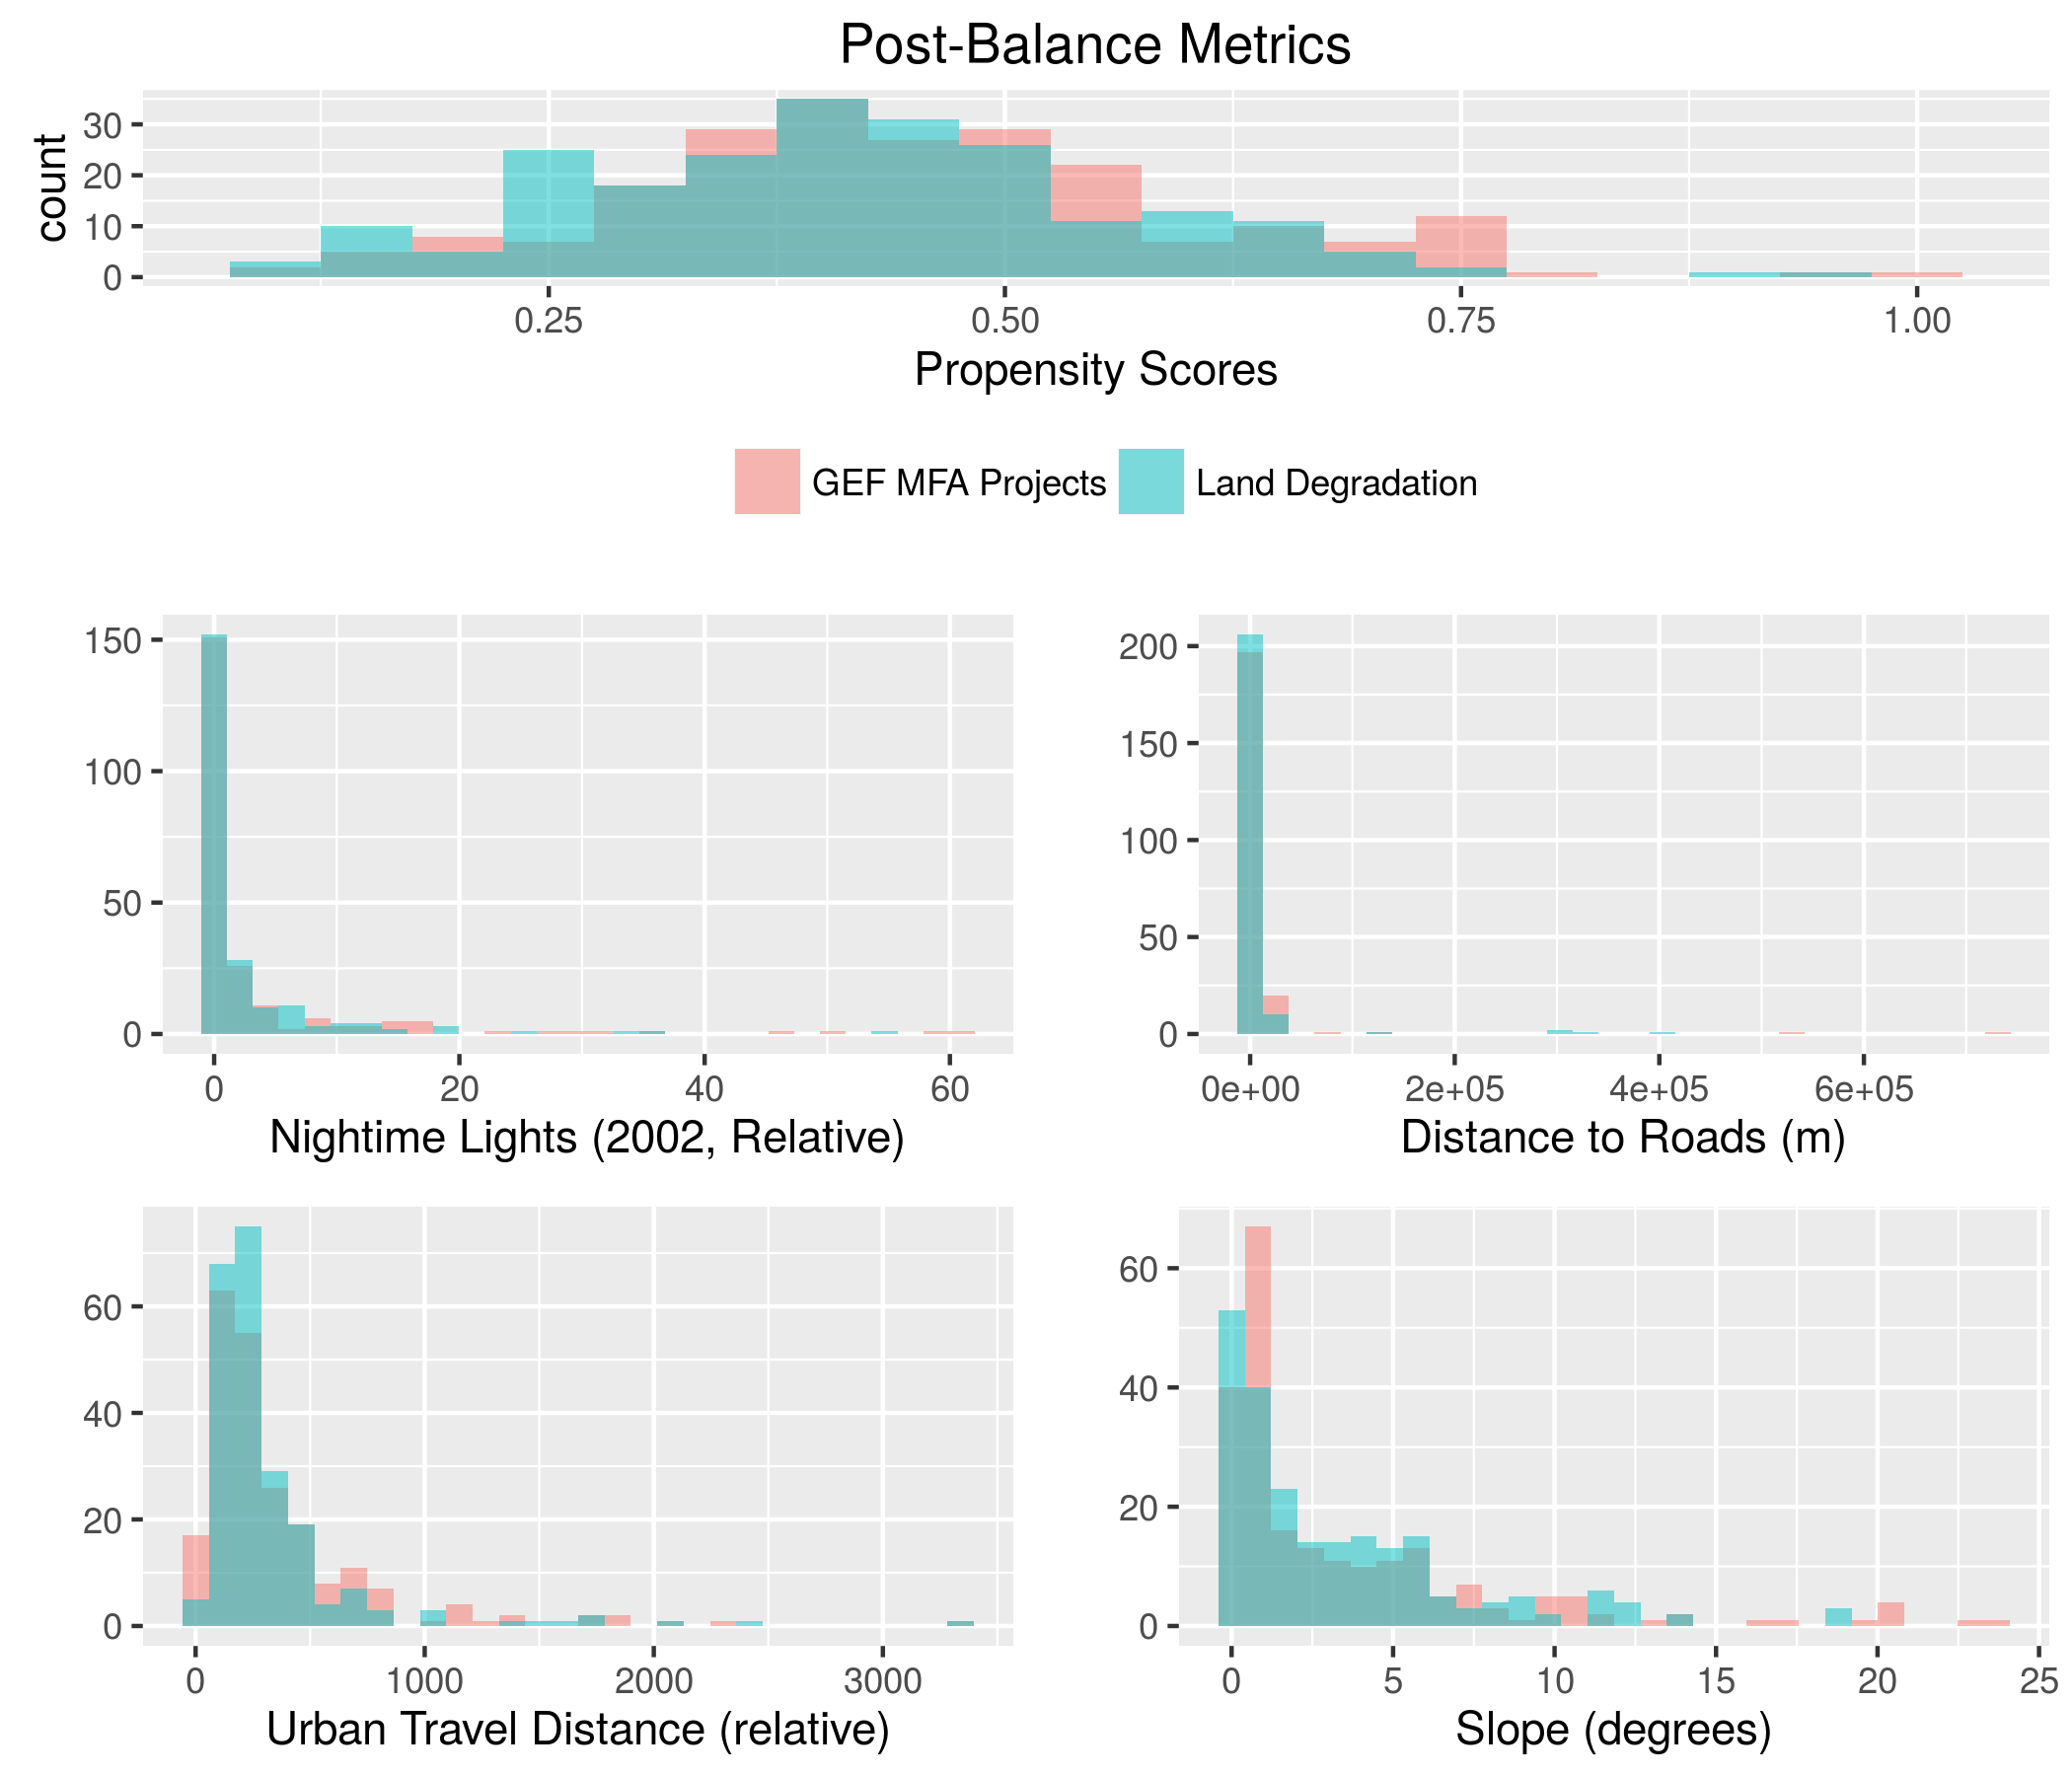 Post-Balance Metrics
count
30
20
10
0
0.25 0.50 0.75 1.00
Propensity Scores
GEF MFA Projects Land Degradation
150
100
50
0
0 20 40 60
Nightime Lights (2002, Relative)
200
150
100
50
0
0e+00 2e+05 4e+05 6e+05
Distance to Roads (m)
60
40
20
0
0 1000 2000 3000
Urban Travel Distance (relative)
60
40
20
0
0 5 10 15 20 25
Slope (degrees)